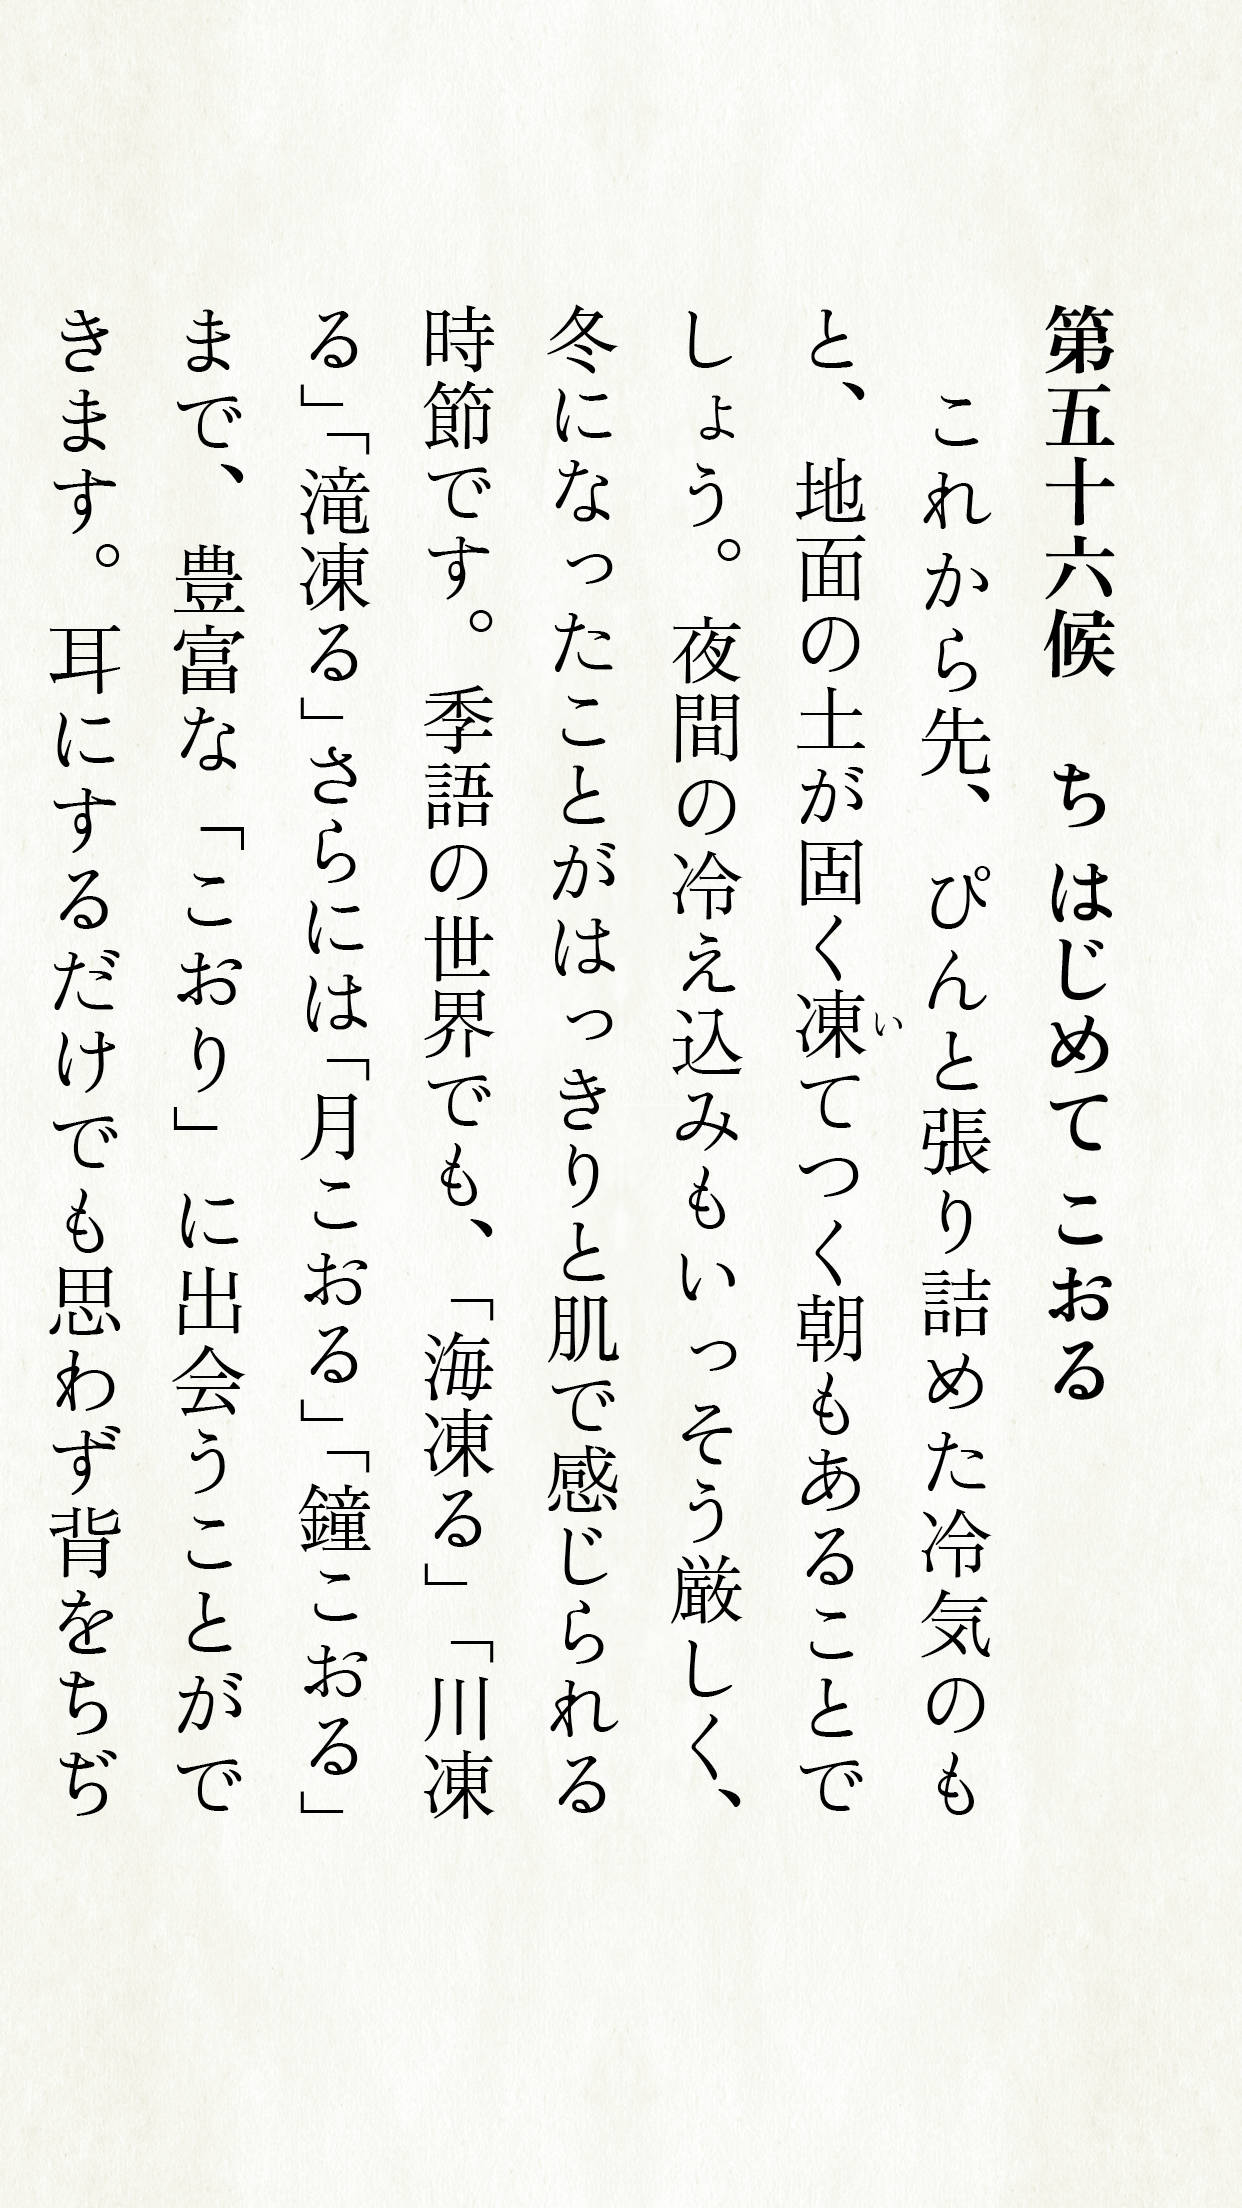 第五十六候　ち はじめて こおる
　これから先、ぴんと張り詰めた冷気のも
と、地面の土が固く凍てつく朝もあることで
しょう。夜間の冷え込みもいっそう厳しく、
冬になったことがはっきりと肌で感じられる
時節です。季語の世界でも、「海凍る」「川凍
る」「滝凍る」さらには「月こおる」「鐘こおる」
まで、豊富な「こおり」に出会うことがで
きます。耳にするだけでも思わず背をちぢ